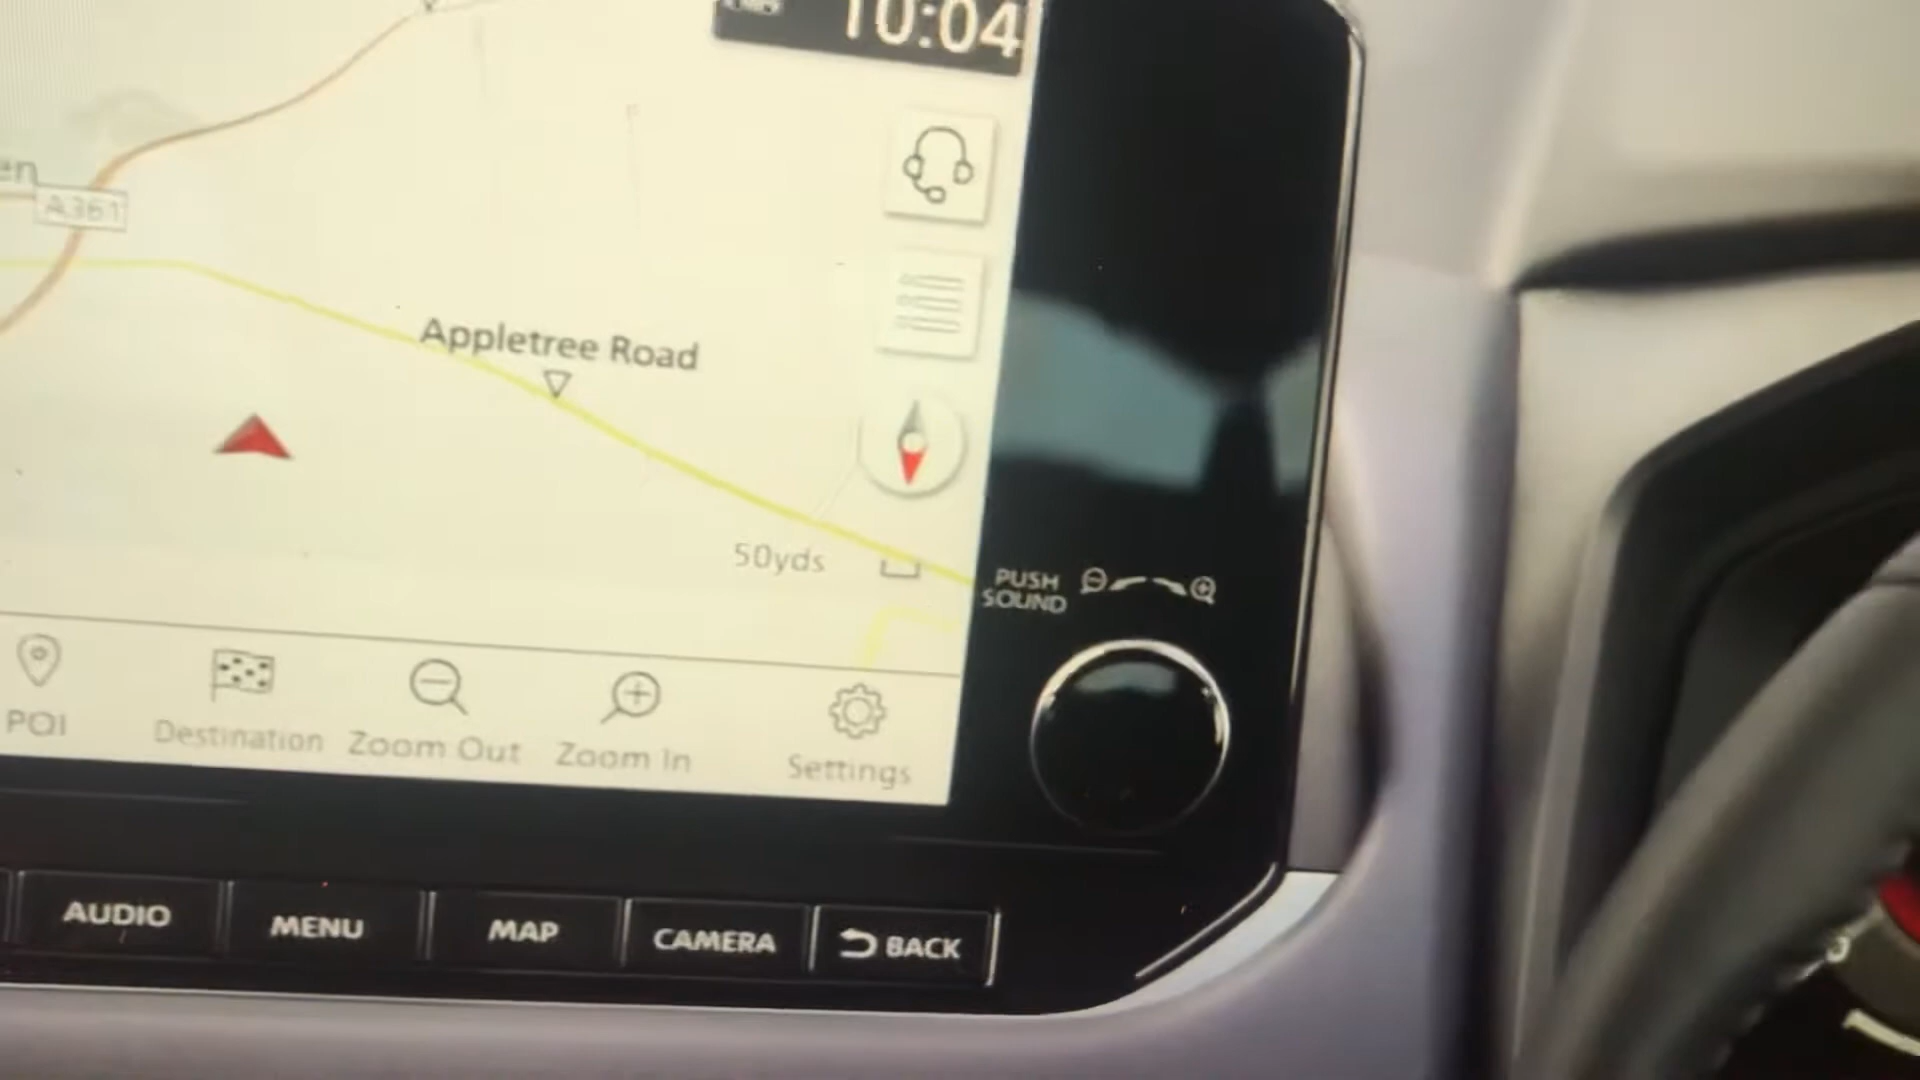 10:04
A361
Appletree Road
50yds
PUSH
SOUND
POI
Destination
Zoom Out
Zoom In
Settings
AUDIO
MENU
MAP
CAMERA
BACK